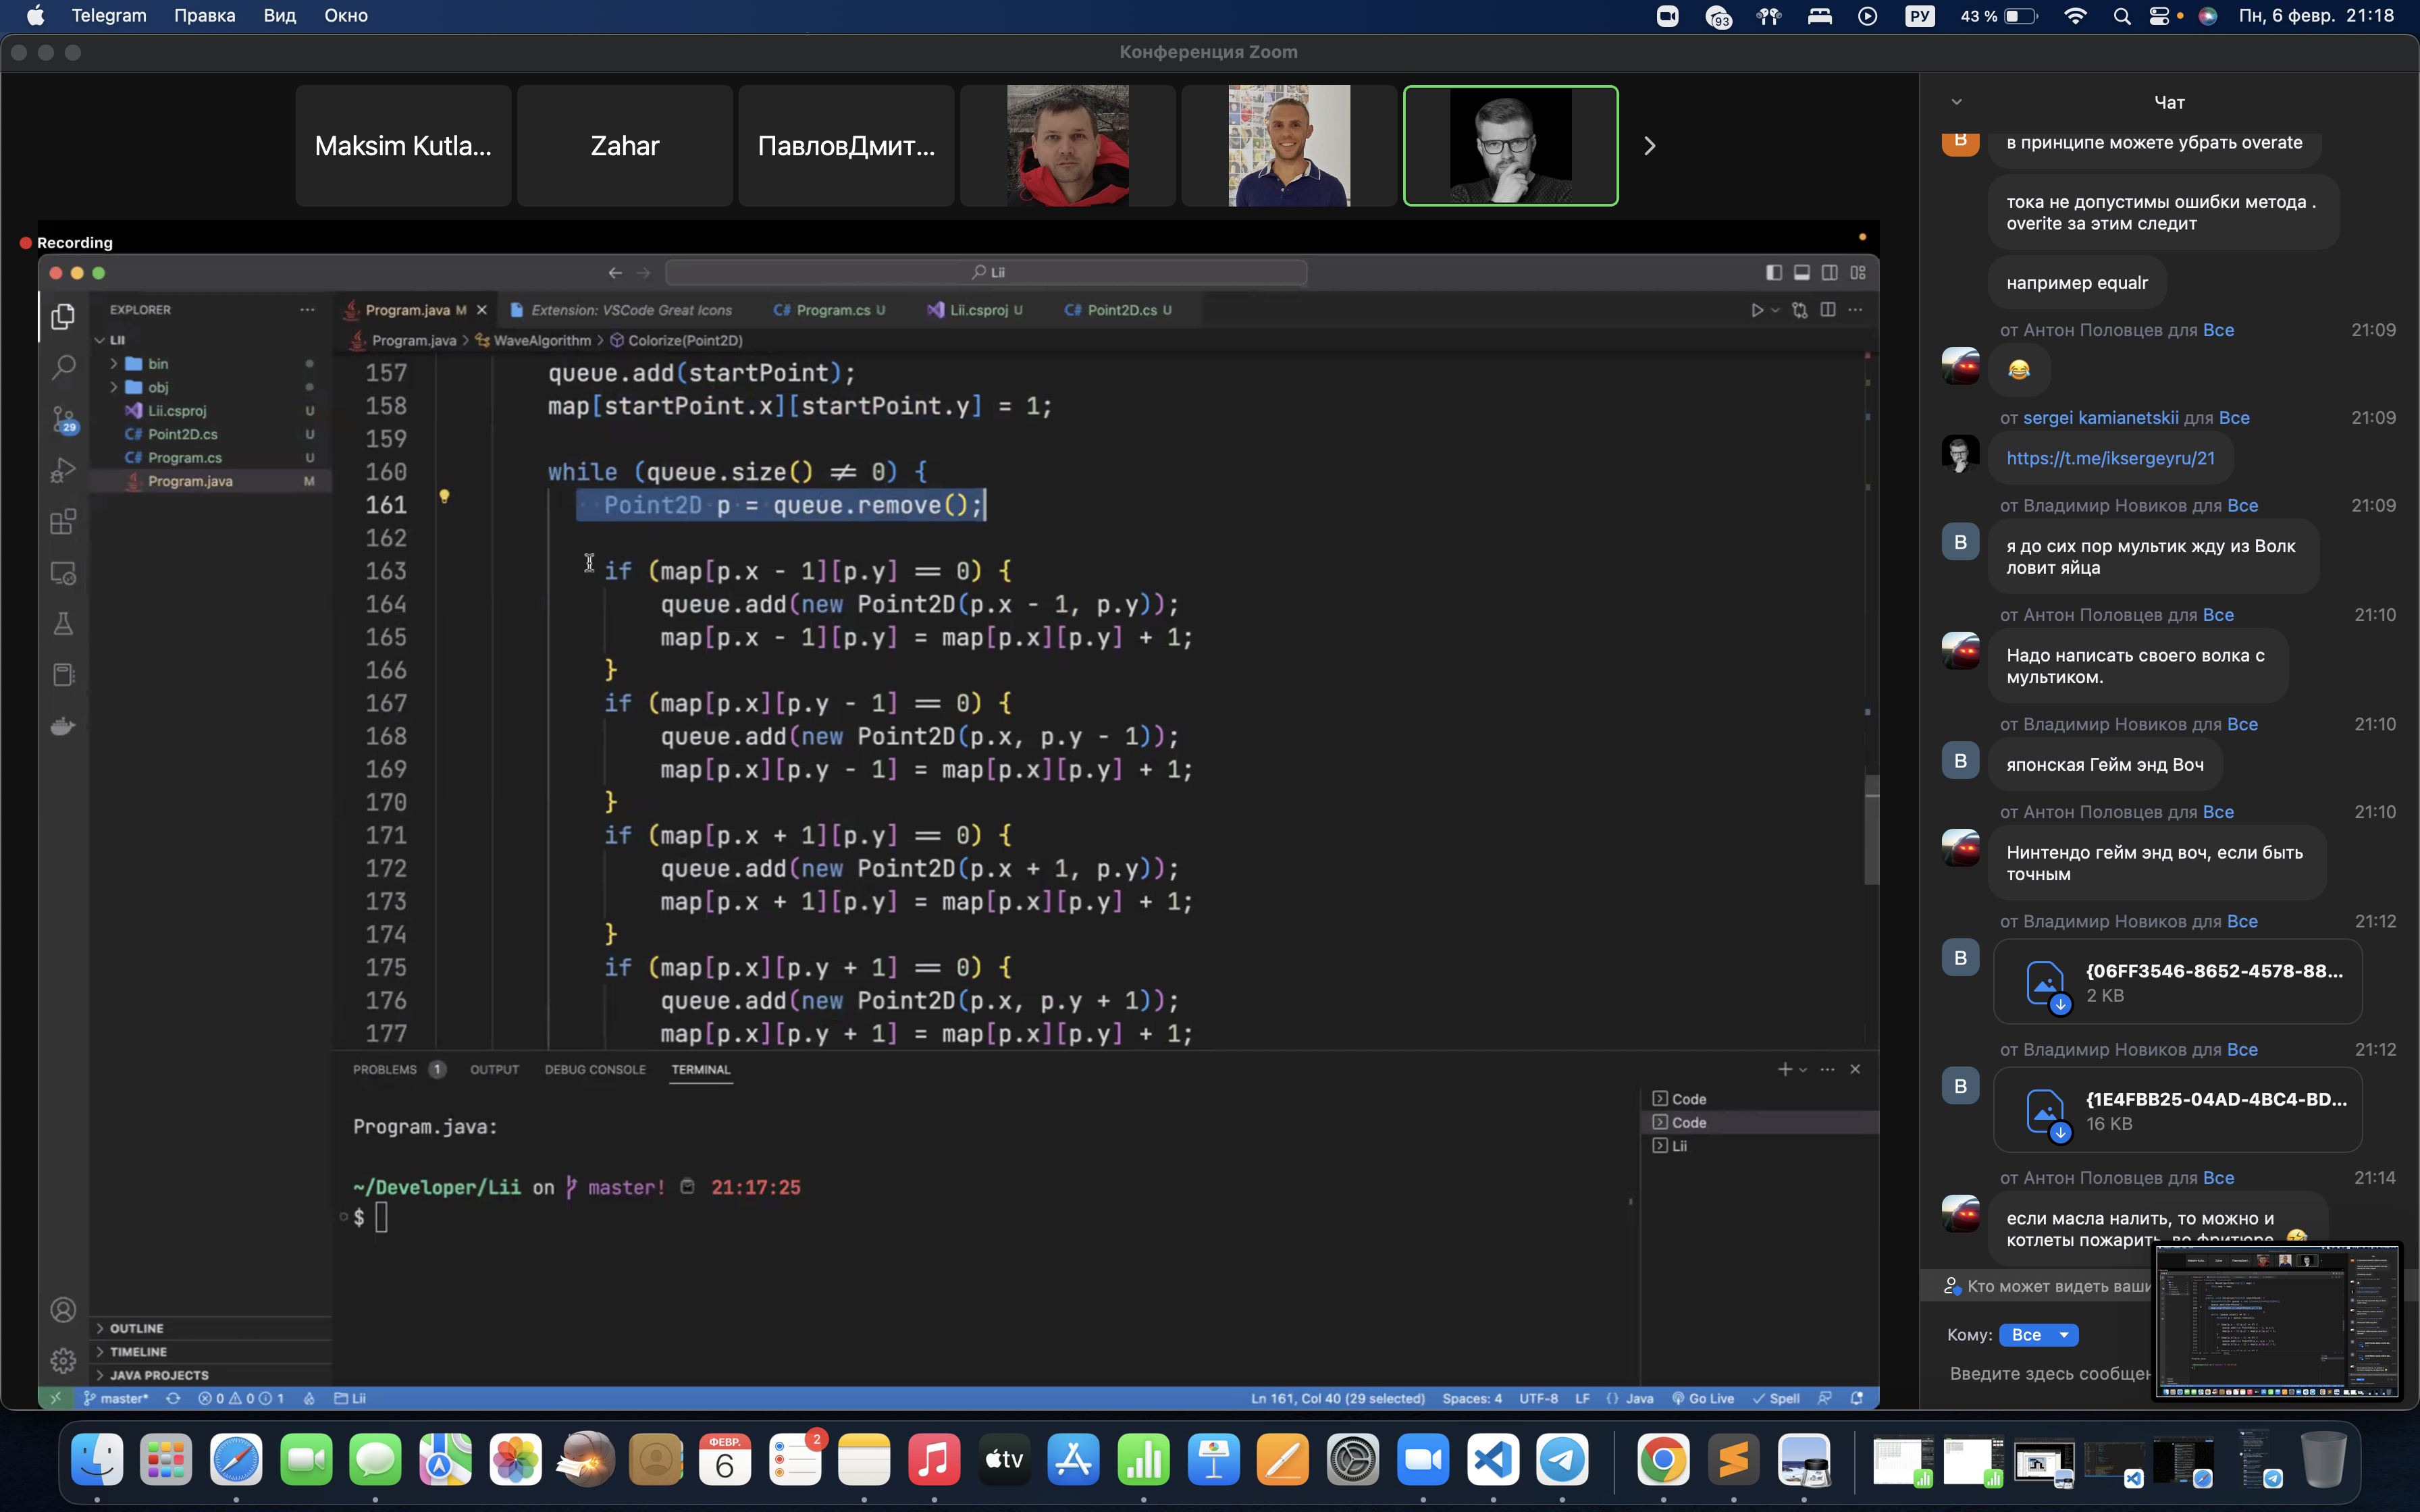 Telegram Правка Вид Окно 93 РУ 43 % Пн, 6 февр. 21:18
Конференция Zoom
Maksim Kutla... Zahar ПавловДмит...
Recording
Lii
EXPLORER
LII
bin
obj
Lii.csproj U
Point2D.cs U
Program.cs U
Program.java M
29
OUTLINE
TIMELINE
JAVA PROJECTS
Program.java M Extension: VSCode Great Icons C# Program.cs U Lii.csproj U C# Point2D.cs U
Program.java > WaveAlgorithm > Colorize(Point2D)
157 queue.add(startPoint);
158 map[startPoint.x][startPoint.y] = 1;
159
160 while (queue.size() ≠ 0) {
161 Point2D p = queue.remove();
162
163 if (map[p.x - 1][p.y] == 0) {
164 queue.add(new Point2D(p.x - 1, p.y));
165 map[p.x - 1][p.y] = map[p.x][p.y] + 1;
166 }
167 if (map[p.x][p.y - 1] == 0) {
168 queue.add(new Point2D(p.x, p.y - 1));
169 map[p.x][p.y - 1] = map[p.x][p.y] + 1;
170 }
171 if (map[p.x + 1][p.y] == 0) {
172 queue.add(new Point2D(p.x + 1, p.y));
173 map[p.x + 1][p.y] = map[p.x][p.y] + 1;
174 }
175 if (map[p.x][p.y + 1] == 0) {
176 queue.add(new Point2D(p.x, p.y + 1));
177 map[p.x][p.y + 1] = map[p.x][p.y] + 1;
PROBLEMS 1 OUTPUT DEBUG CONSOLE TERMINAL
Program.java:
~/Developer/Lii on master! 21:17:25
$
Code
Code
Lii
master* 0 0 1 Lii Ln 161, Col 40 (29 selected) Spaces: 4 UTF-8 LF {} Java Go Live Spell
Чат
В
в принципе можете убрать overate
тока не допустимы ошибки метода .
overite за этим следит
например equalr
от Антон Половцев для Все 21:09
😂
от sergei kamianetskii для Все 21:09
https://t.me/iksergeyru/21
от Владимир Новиков для Все 21:09
В
я до сих пор мультик жду из Волк
ловит яйца
от Антон Половцев для Все 21:10
Надо написать своего волка с
мультиком.
от Владимир Новиков для Все 21:10
В
японская Гейм энд Воч
от Антон Половцев для Все 21:10
Нинтендо гейм энд воч, если быть
точным
от Владимир Новиков для Все 21:12
В
{06FF3546-8652-4578-88...
2 KB
от Владимир Новиков для Все 21:12
В
{1E4FBB25-04AD-4BC4-BD...
16 KB
от Антон Половцев для Все 21:14
если масла налить, то можно и
котлеты пожарить, во фритюре
Кто может видеть ваши
Кому: Все
Введите здесь сообщен
ФЕВР.
6
2
tv